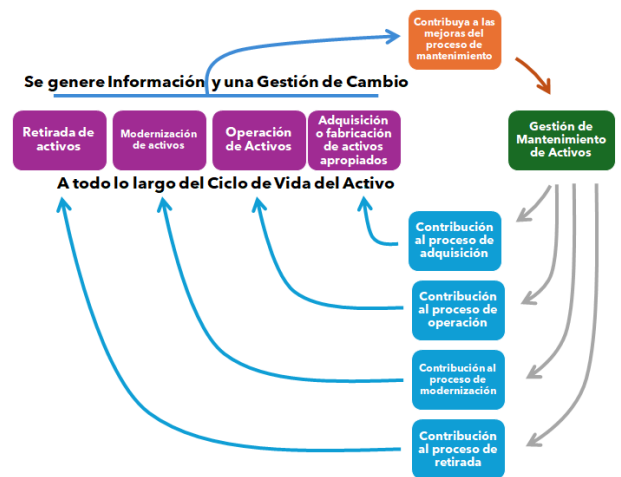 Contribuya a las
mejoras del
proceso de
mantenimiento
Se genere Información y una Gestión de Cambio
Retirada de
activos
Modernización
de activos
Operación
de Activos
Adquisición
o fabricación
de activos
apropiados
Gestión de
Mantenimiento
de Activos
A todo lo largo del Ciclo de Vida del Activo
Contribución
al proceso de
adquisición
Contribución
al proceso de
operación
Contribución al
proceso de
modernización
Contribución
al proceso de
retirada